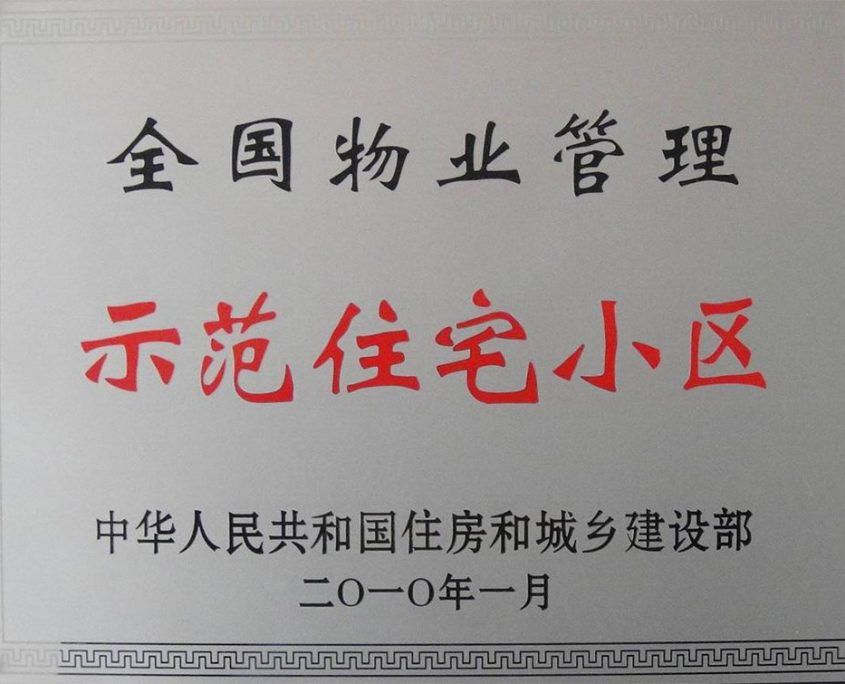 全国物业管理
示范住宅小区
中华人民共和国住房和城乡建设部
二〇一〇年一月